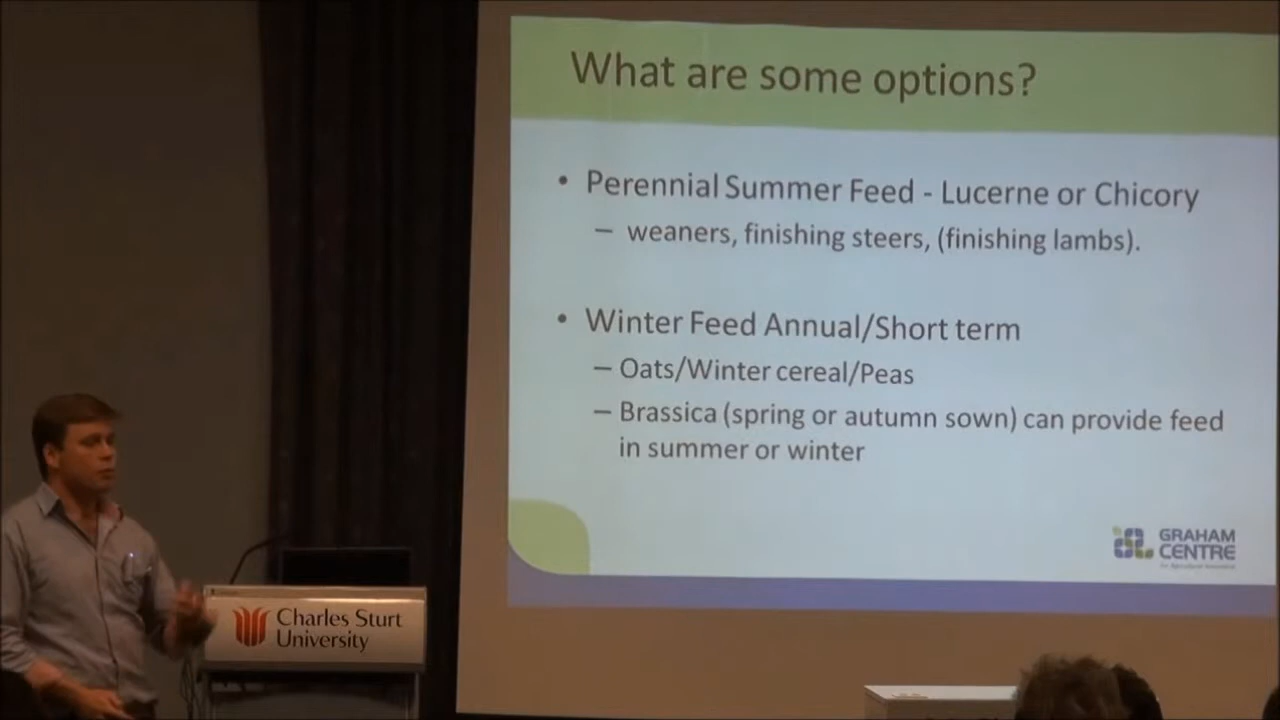 What are some options?
• Perennial Summer Feed - Lucerne or Chicory
– weaners, finishing steers, (finishing lambs).
• Winter Feed Annual/Short term
– Oats/Winter cereal/Peas
– Brassica (spring or autumn sown) can provide feed
in summer or winter
GRAHAM
CENTRE
Charles Sturt
University